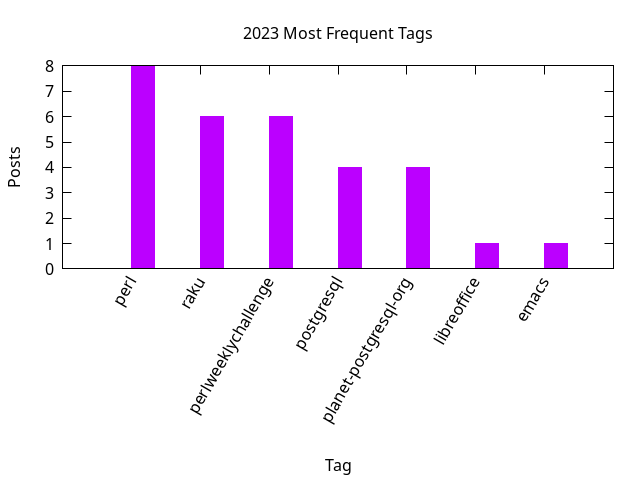 2023 Most Frequent Tags
8
7
6
5
4
3
2
1
0
Posts
perl
raku
perlweeklychallenge
postgresql
planet-postgresql-org
libreoffice
emacs
Tag